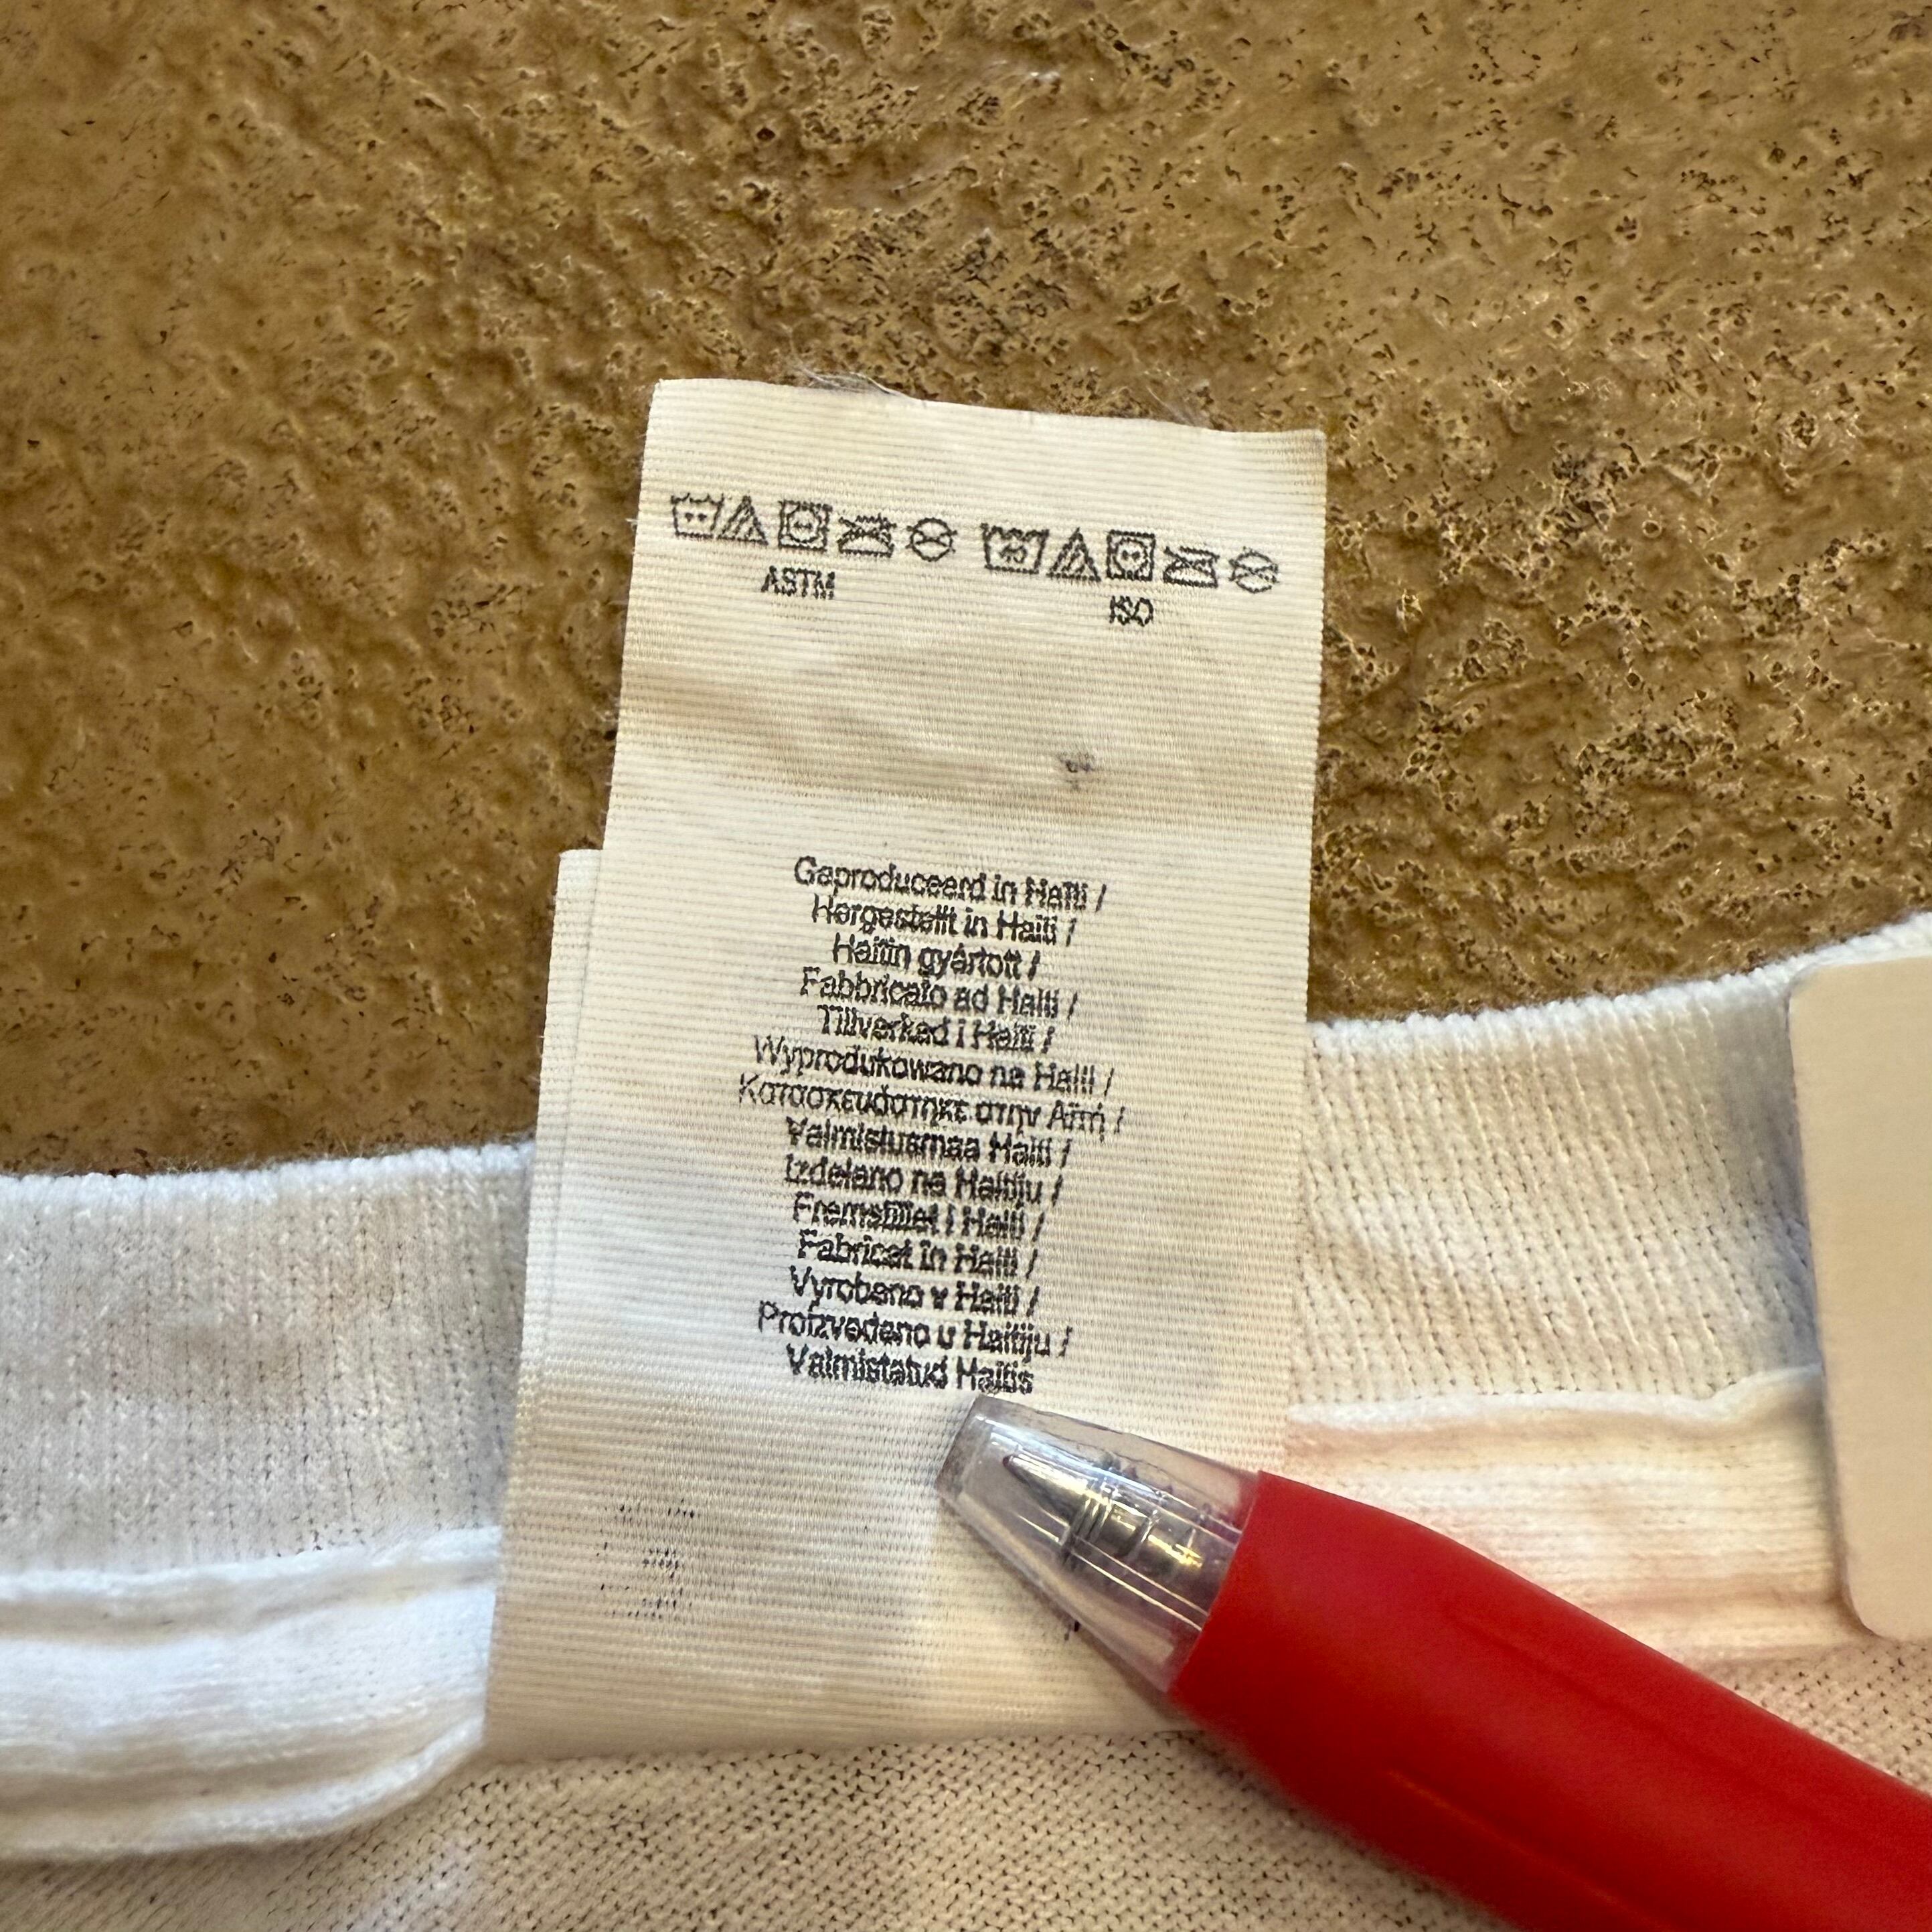 ASTM
ISO
Geproduceerd in Haïti /
Hergestellt in Haiti /
Haitin gyártott /
Fabbricato ad Haiti /
Tillverkad i Haiti /
Wyprodukowano na Haiti /
Κατασκευάστηκε στην Αϊτή /
Valmistusmaa Haiti /
Izdelano na Haitiju /
Fremstillet i Haiti /
Fabricat în Haiti /
Vyrobeno v Haiti /
Proizvedeno u Haitiju /
Valmistatud Haitis